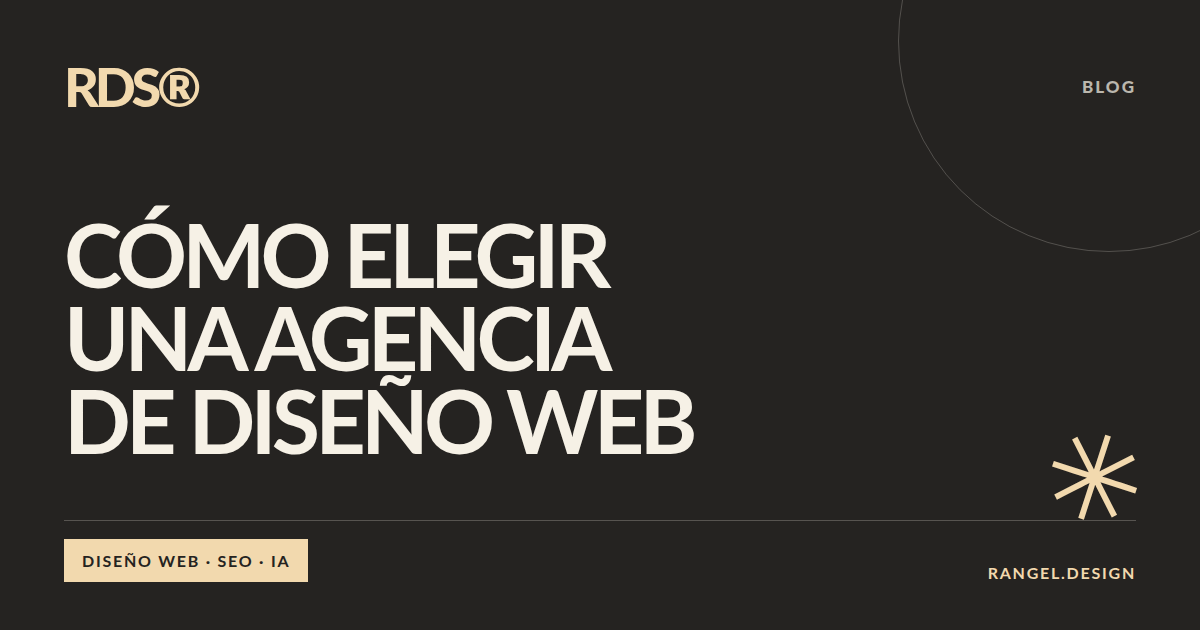 RDS®
BLOG
CÓMO ELEGIR
UNA AGENCIA
DE DISEÑO WEB
DISEÑO WEB · SEO · IA
RANGEL.DESIGN